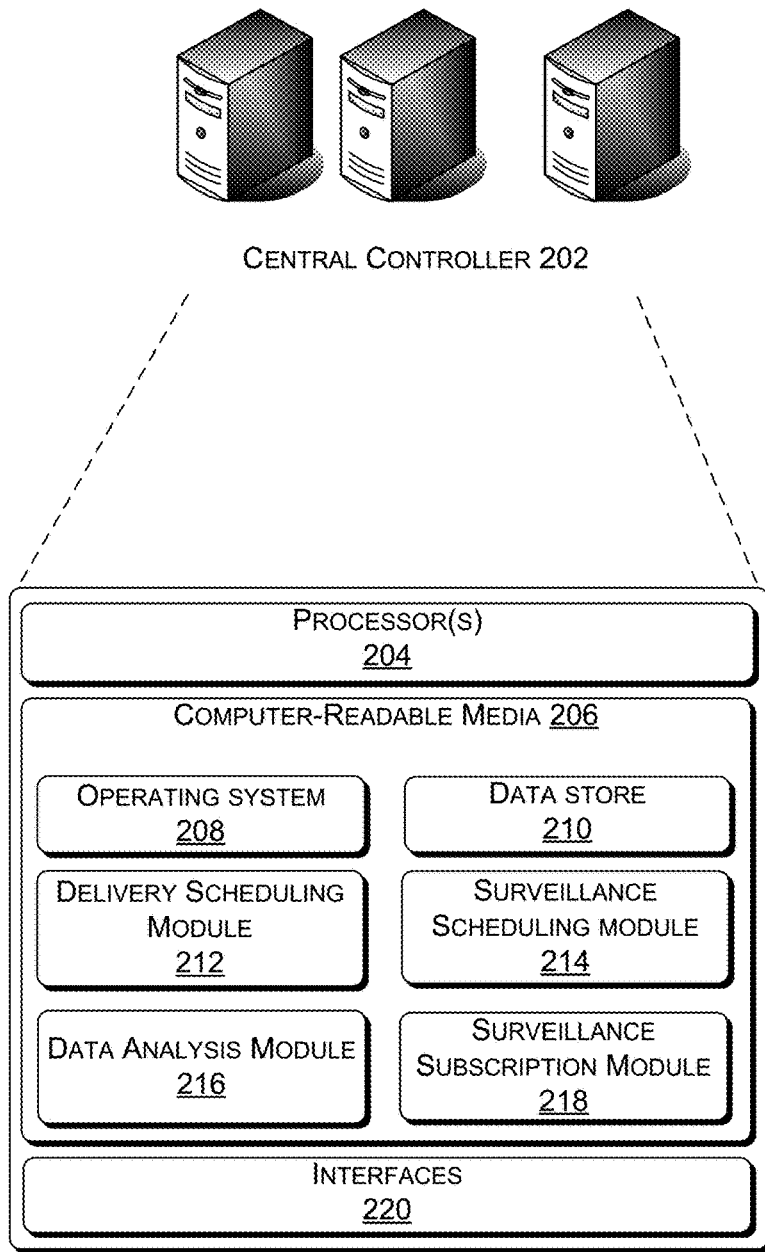 CENTRAL CONTROLLER 202
PROCESSOR(S)
204
COMPUTER-READABLE MEDIA 206
OPERATING SYSTEM
208
DATA STORE
210
DELIVERY SCHEDULING
MODULE
212
SURVEILLANCE
SCHEDULING MODULE
214
DATA ANALYSIS MODULE
216
SURVEILLANCE
SUBSCRIPTION MODULE
218
INTERFACES
220